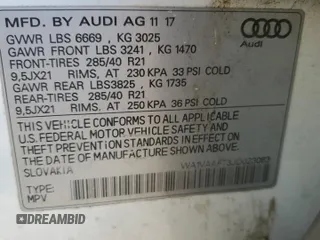 MFD. BY AUDI AG 11 17
GVWR LBS 6669 , KG 3025
GAWR FRONT LBS 3241 , KG 1470
FRONT-TIRES 285/40 R21
9,5JX21 RIMS, AT 230 KPA 33 PSI COLD
GAWR REAR LBS3825 , KG 1735
REAR-TIRES 285/40 R21
9,5JX21 RIMS, AT 250 KPA 36 PSI COLD
Audi
THIS VEHICLE CONFORMS TO ALL APPLICABLE
U.S. FEDERAL MOTOR VEHICLE SAFETY AND
THEFT PREVENTION STANDARDS IN EFFECT ON THE
DATE OF MANUFACTURE SHOWN ABOVE.
SLOVAKIA
TYPE:
MPV
DREAMBID